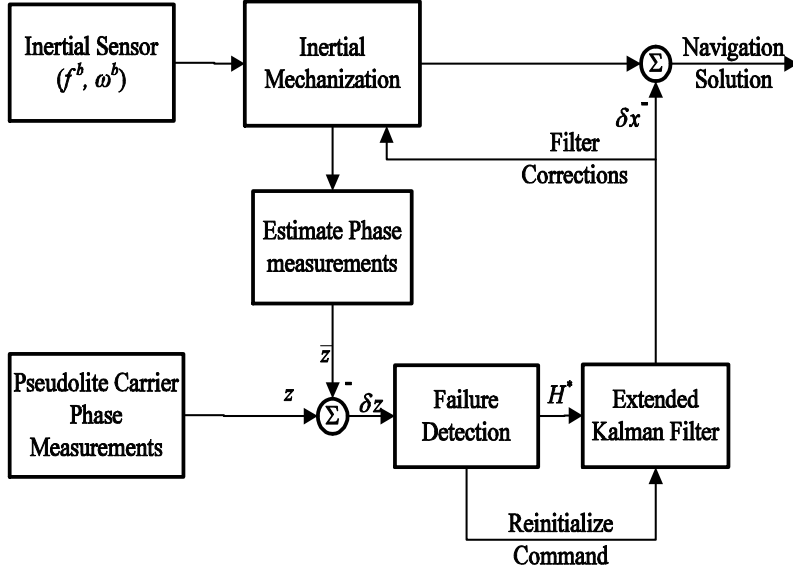 Inertial Sensor
(f^b, ω^b)
Inertial
Mechanization
Σ
Navigation
Solution
δx
-
Filter
Corrections
Estimate Phase
measurements
z̅
-
Pseudolite Carrier
Phase
Measurements
z
Σ
δz
Failure
Detection
H*
Extended
Kalman Filter
Reinitialize
Command